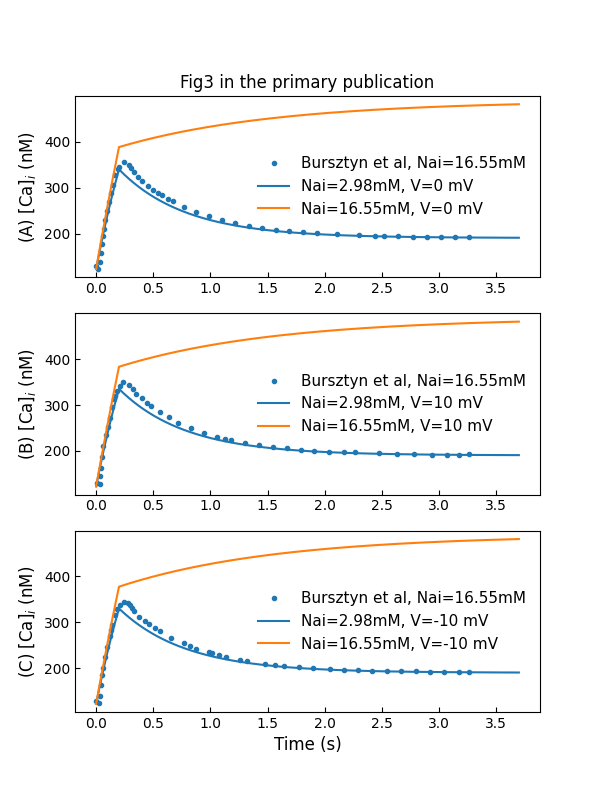 Fig3 in the primary publication
(A) [Ca]i (nM)
400
300
200
Bursztyn et al, Nai=16.55mM
Nai=2.98mM, V=0 mV
Nai=16.55mM, V=0 mV
0.0 0.5 1.0 1.5 2.0 2.5 3.0 3.5
(B) [Ca]i (nM)
400
300
200
Bursztyn et al, Nai=16.55mM
Nai=2.98mM, V=10 mV
Nai=16.55mM, V=10 mV
0.0 0.5 1.0 1.5 2.0 2.5 3.0 3.5
(C) [Ca]i (nM)
400
300
200
Bursztyn et al, Nai=16.55mM
Nai=2.98mM, V=-10 mV
Nai=16.55mM, V=-10 mV
0.0 0.5 1.0 1.5 2.0 2.5 3.0 3.5
Time (s)